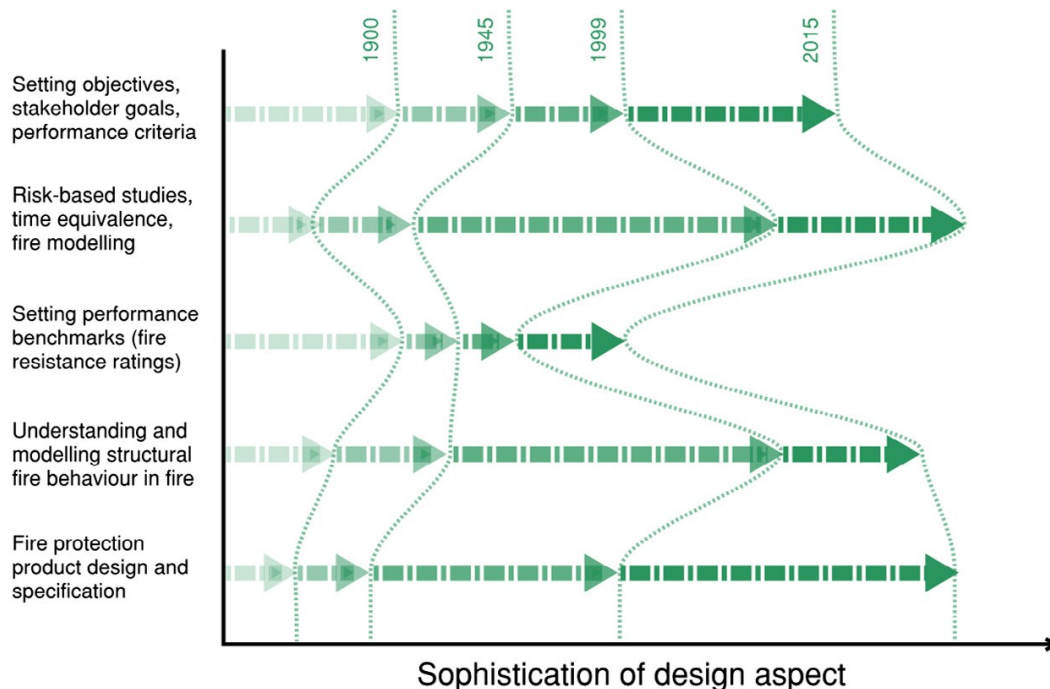 1900
1945
1999
2015
Setting objectives,
stakeholder goals,
performance criteria
Risk-based studies,
time equivalence,
fire modelling
Setting performance
benchmarks (fire
resistance ratings)
Understanding and
modelling structural
fire behaviour in fire
Fire protection
product design and
specification
Sophistication of design aspect